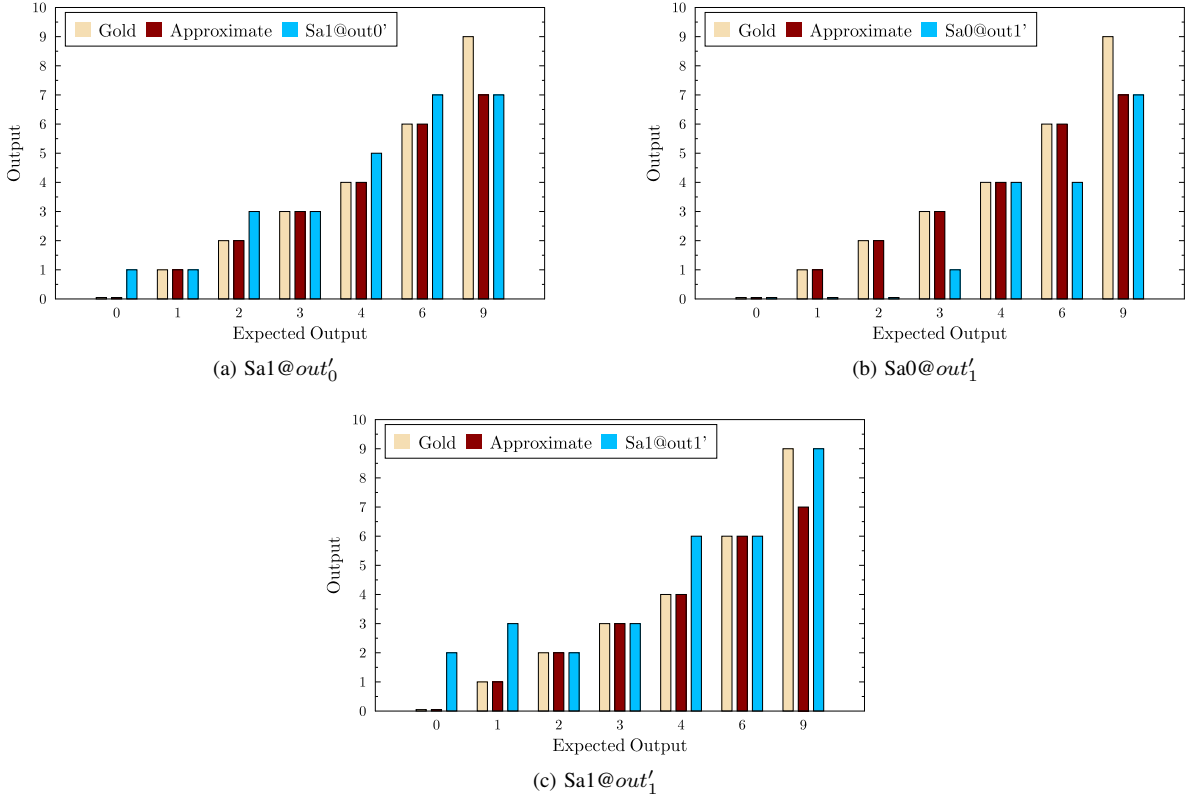 10
9
8
7
6
5
4
3
2
1
0
Output
Gold Approximate Sa1@out0'
0 1 2 3 4 6 9
Expected Output
(a) Sa1@out′0
10
9
8
7
6
5
4
3
2
1
0
Output
Gold Approximate Sa0@out1'
0 1 2 3 4 6 9
Expected Output
(b) Sa0@out′1
10
9
8
7
6
5
4
3
2
1
0
Output
Gold Approximate Sa1@out1'
0 1 2 3 4 6 9
Expected Output
(c) Sa1@out′1